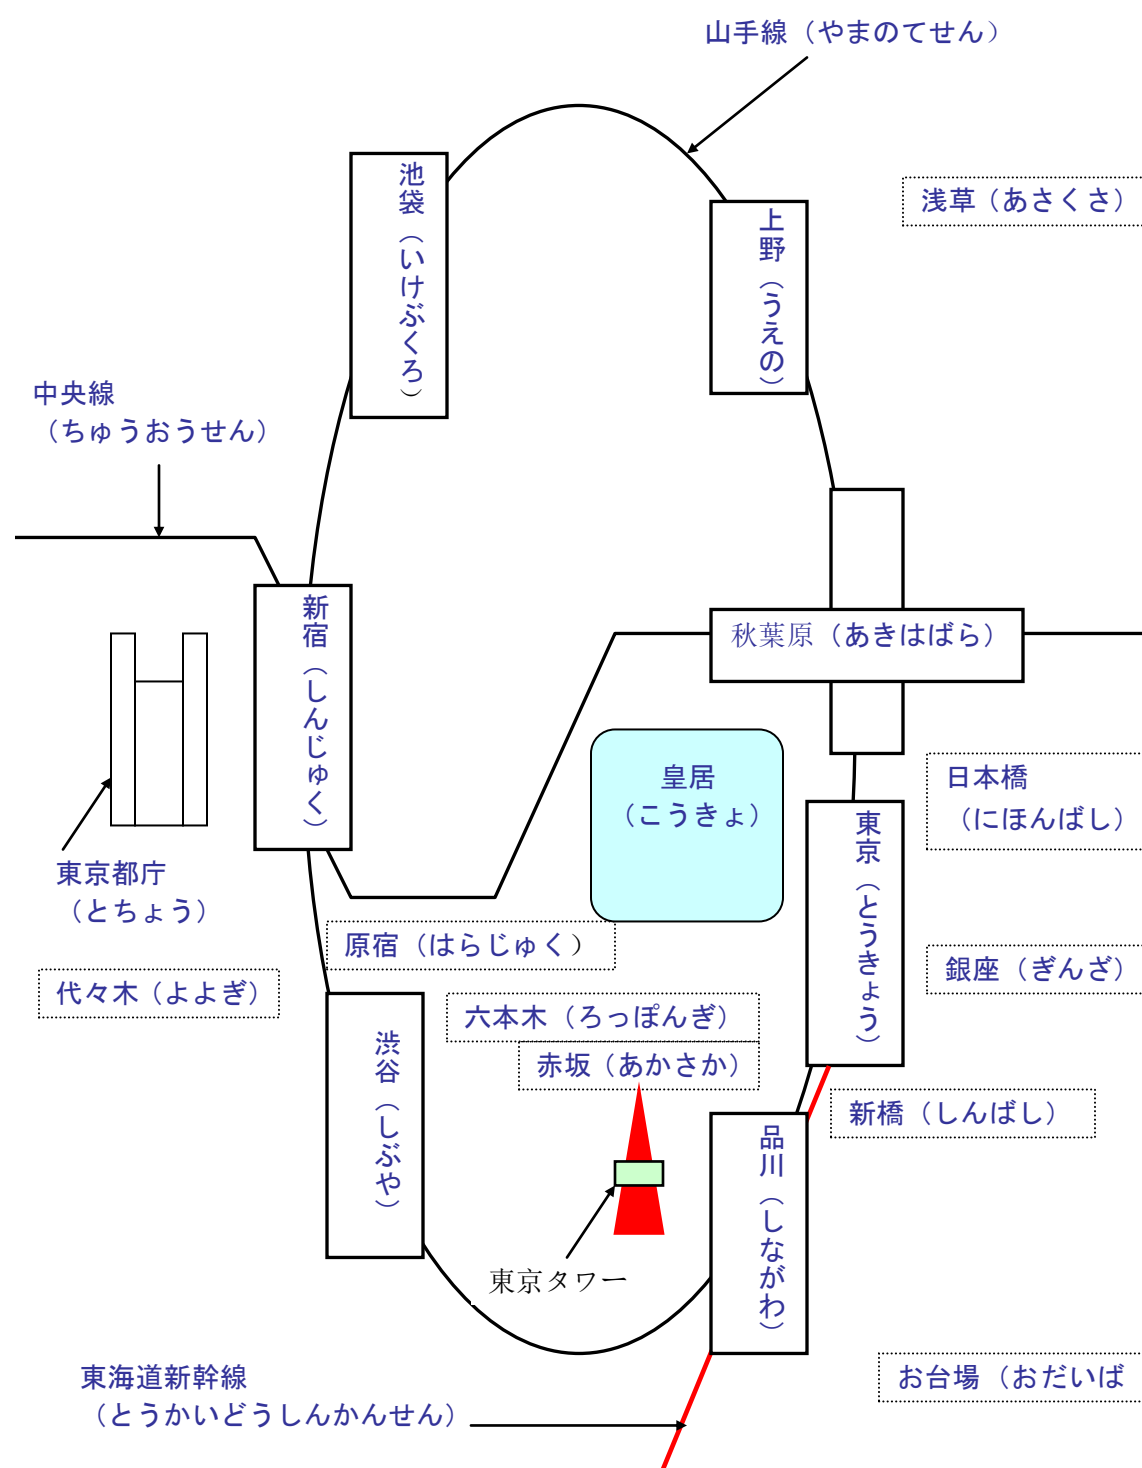 山手線（やまのてせん）
池袋（いけぶくろ）
上野（うえの）
浅草（あさくさ）
中央線
（ちゅうおうせん）
新宿（しんじゅく）
秋葉原（あきはばら）
皇居
（こうきょ）
日本橋
（にほんばし）
東京（とうきょう）
東京都庁
（とちょう）
原宿（はらじゅく）
代々木（よよぎ）
銀座（ぎんざ）
六本木（ろっぽんぎ）
赤坂（あかさか）
渋谷（しぶや）
新橋（しんばし）
品川（しながわ）
東京タワー
東海道新幹線
（とうかいどうしんかんせん）
お台場（おだいば